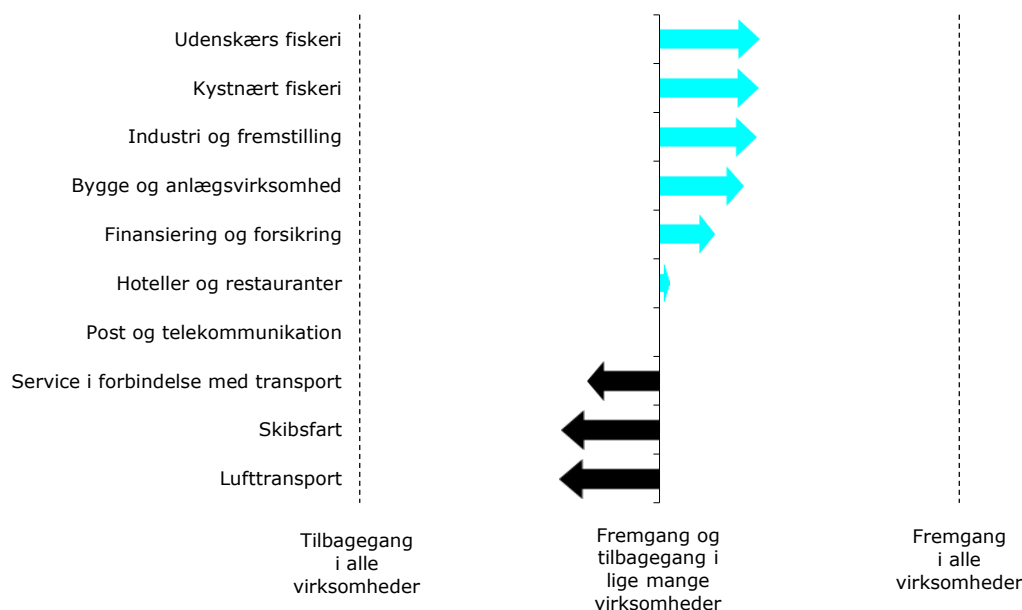 Udenskærs fiskeri
Kystnært fiskeri
Industri og fremstilling
Bygge og anlægsvirksomhed
Finansiering og forsikring
Hoteller og restauranter
Post og telekommunikation
Service i forbindelse med transport
Skibsfart
Lufttransport
Tilbagegang
i alle
virksomheder
Fremgang og
tilbagegang i
lige mange
virksomheder
Fremgang
i alle
virksomheder